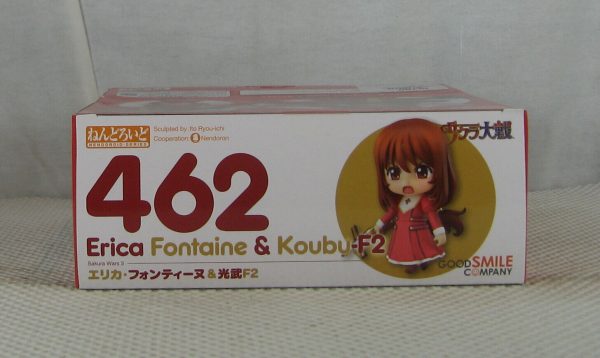 ねんどろいど
NENDOROID SERIES
Sculpted by: Ito Ryou-ichi
Cooperation: Nendoron
サクラ大戦
462
Erica Fontaine & Koubu-F2
Sakura Wars 3
エリカ・フォンティーヌ&光武F2
GOOD SMILE
COMPANY